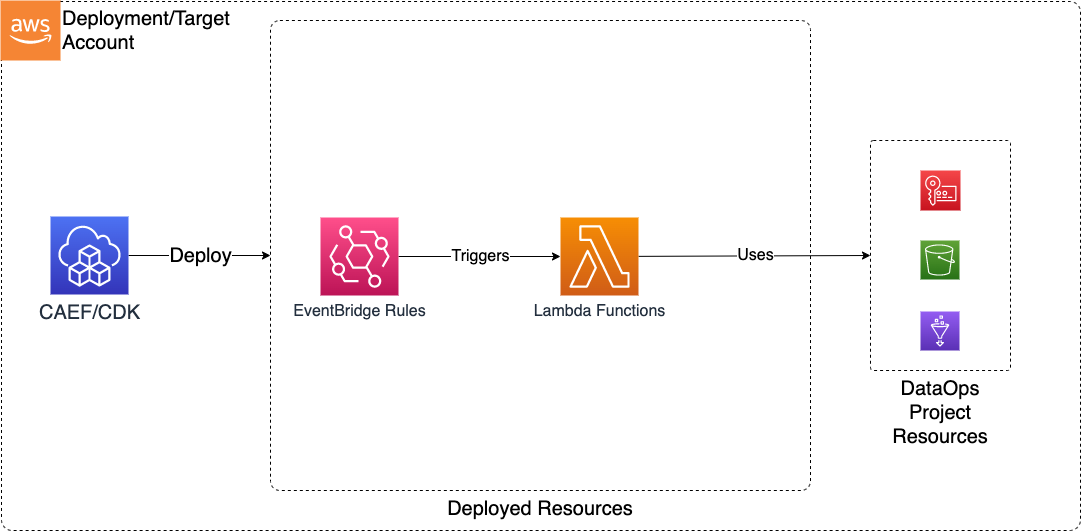 aws
Deployment/Target
Account
Deploy
Triggers
Uses
CAEF/CDK
EventBridge Rules
Lambda Functions
DataOps
Project
Resources
Deployed Resources